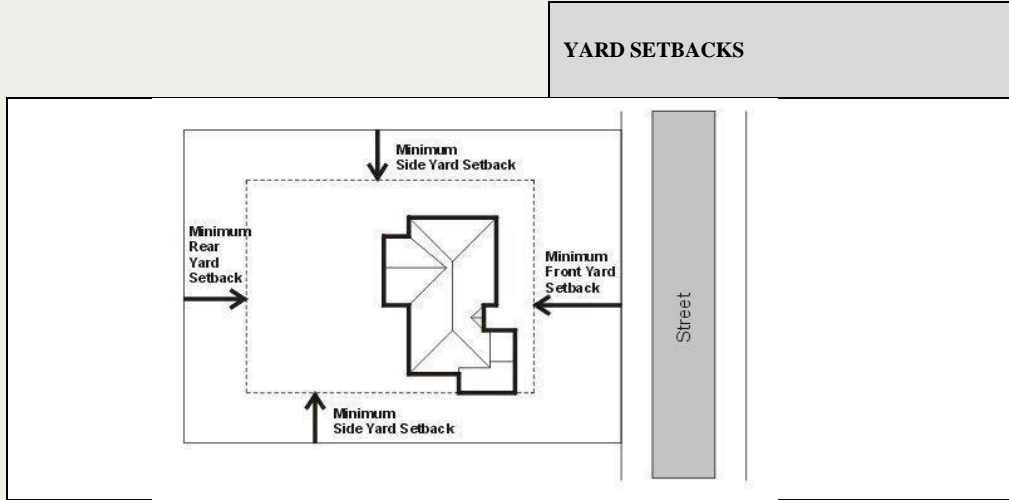 YARD SETBACKS
Minimum
Side Yard Setback
Minimum
Rear
Yard
Setback
Minimum
Front Yard
Setback
Street
Minimum
Side Yard Setback